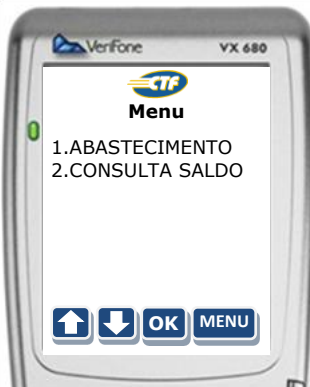 VeriFone VX 680
CTF
Menu
1.ABASTECIMENTO
2.CONSULTA SALDO
OK MENU